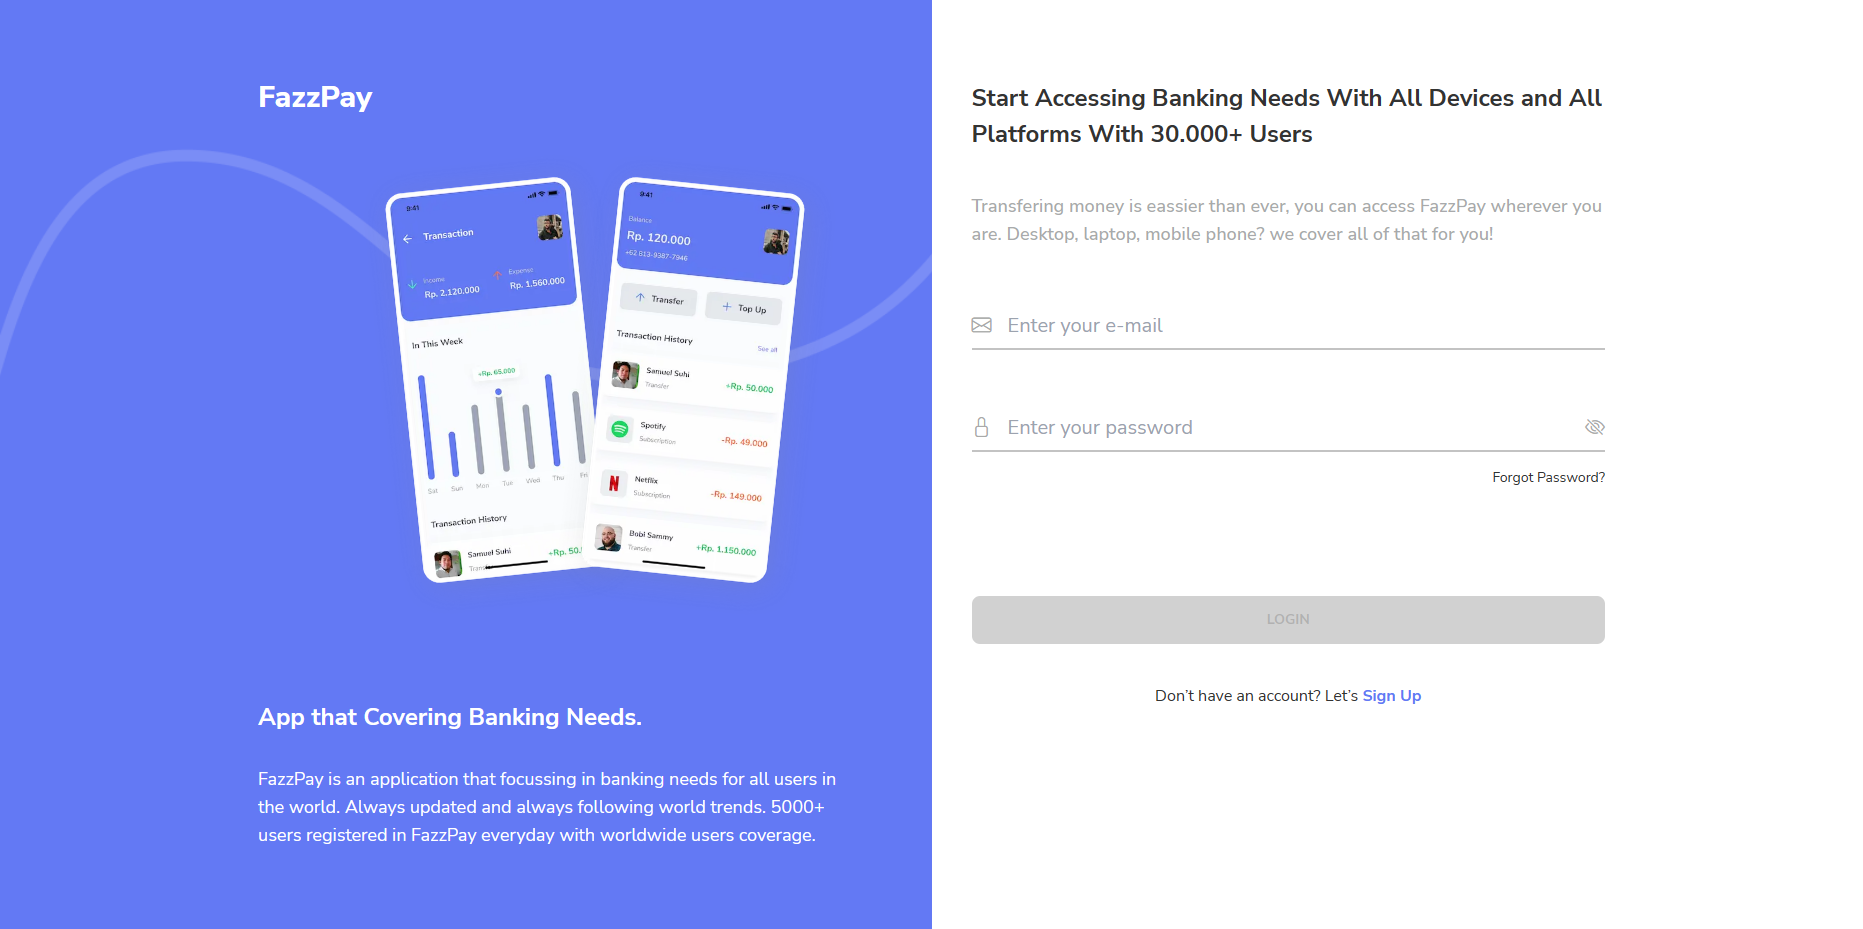 FazzPay
9:41
Transaction
Income
Rp. 2.120.000
Expense
Rp. 1.560.000
In This Week
+Rp. 65.000
Sat Sun Mon Tue Wed Thu Fri
Transaction History
Samuel Suhi
+Rp. 50.
9:41
Balance
Rp. 120.000
+62 813-9387-7946
Transfer
Top Up
Transaction History
See all
Samuel Suhi
Transfer
+Rp. 50.000
Spotify
Subscription
-Rp. 49.000
Netflix
Subscription
-Rp. 149.000
Bobi Sammy
Transfer
+Rp. 1.150.000
App that Covering Banking Needs.
FazzPay is an application that focussing in banking needs for all users in
the world. Always updated and always following world trends. 5000+
users registered in FazzPay everyday with worldwide users coverage.
Start Accessing Banking Needs With All Devices and All
Platforms With 30.000+ Users
Transfering money is eassier than ever, you can access FazzPay wherever you
are. Desktop, laptop, mobile phone? we cover all of that for you!
Enter your e-mail
Enter your password
Forgot Password?
LOGIN
Don’t have an account? Let’s Sign Up